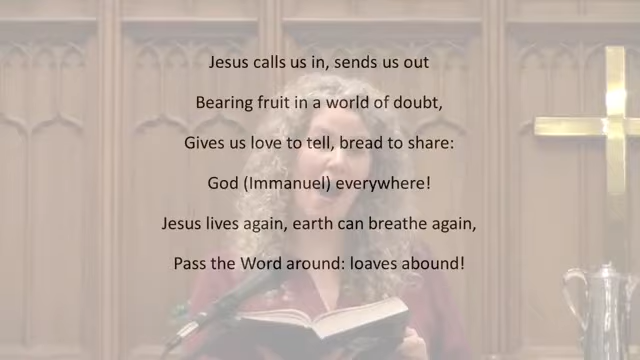 Jesus calls us in, sends us out
Bearing fruit in a world of doubt,
Gives us love to tell, bread to share:
God (Immanuel) everywhere!
Jesus lives again, earth can breathe again,
Pass the Word around: loaves abound!